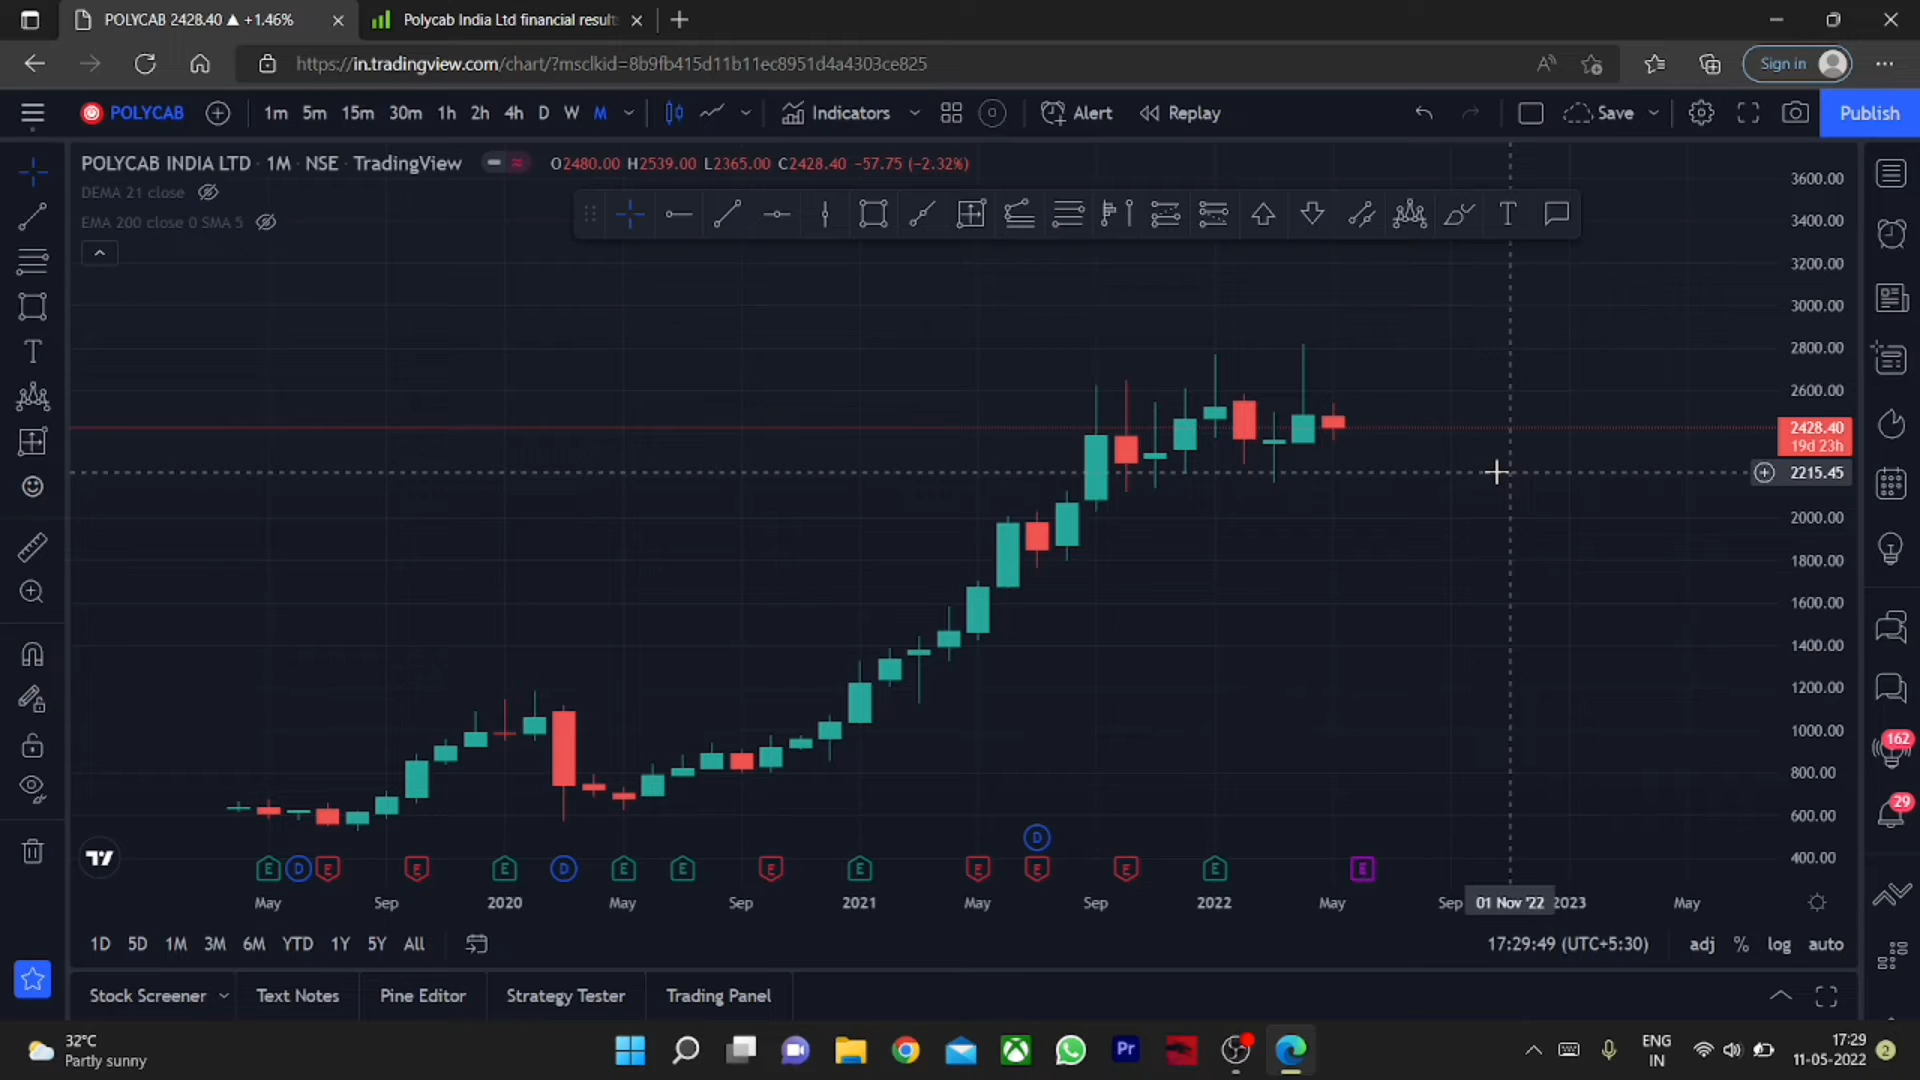 POLYCAB 2428.40 ▲ +1.46%
Polycab India Ltd financial result
https://in.tradingview.com/chart/?msclkid=8b9fb415d11b11ec8951d4a4303ce825
Sign in
POLYCAB 1m 5m 15m 30m 1h 2h 4h D W M Indicators Alert Replay Save Publish
POLYCAB INDIA LTD · 1M · NSE · TradingView O2480.00 H2539.00 L2365.00 C2428.40 −57.75 (−2.32%)
DEMA 21 close
EMA 200 close 0 SMA 5
3600.00
3400.00
3200.00
3000.00
2800.00
2600.00
2428.40
19d 23h
2215.45
2000.00
1800.00
1600.00
1400.00
1200.00
1000.00
800.00
600.00
400.00
162
29
D
E D E E E D E E E E E E E E E
May Sep 2020 May Sep 2021 May Sep 2022 May Sep 01 Nov '22 2023 May
1D 5D 1M 3M 6M YTD 1Y 5Y All 17:29:49 (UTC+5:30) adj % log auto
Stock Screener Text Notes Pine Editor Strategy Tester Trading Panel
32°C
Partly sunny
Pr
ENG
IN
17:29
11-05-2022
2